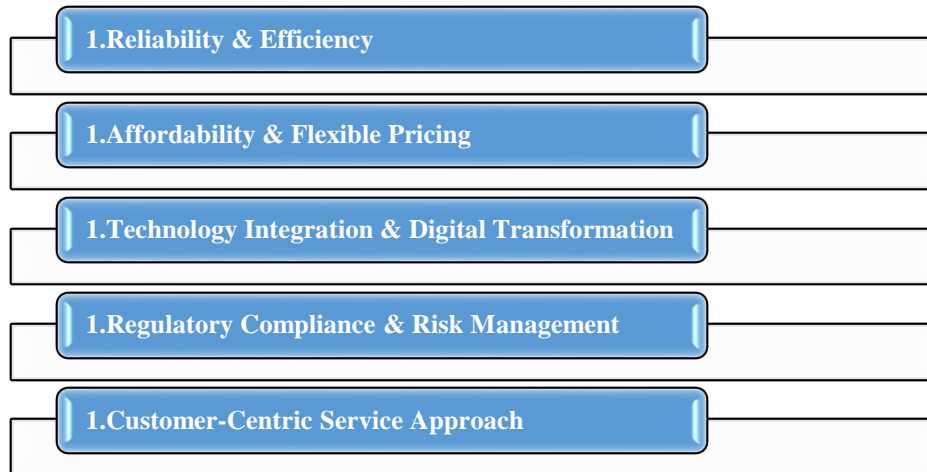 1.Reliability & Efficiency
1.Affordability & Flexible Pricing
1.Technology Integration & Digital Transformation
1.Regulatory Compliance & Risk Management
1.Customer-Centric Service Approach